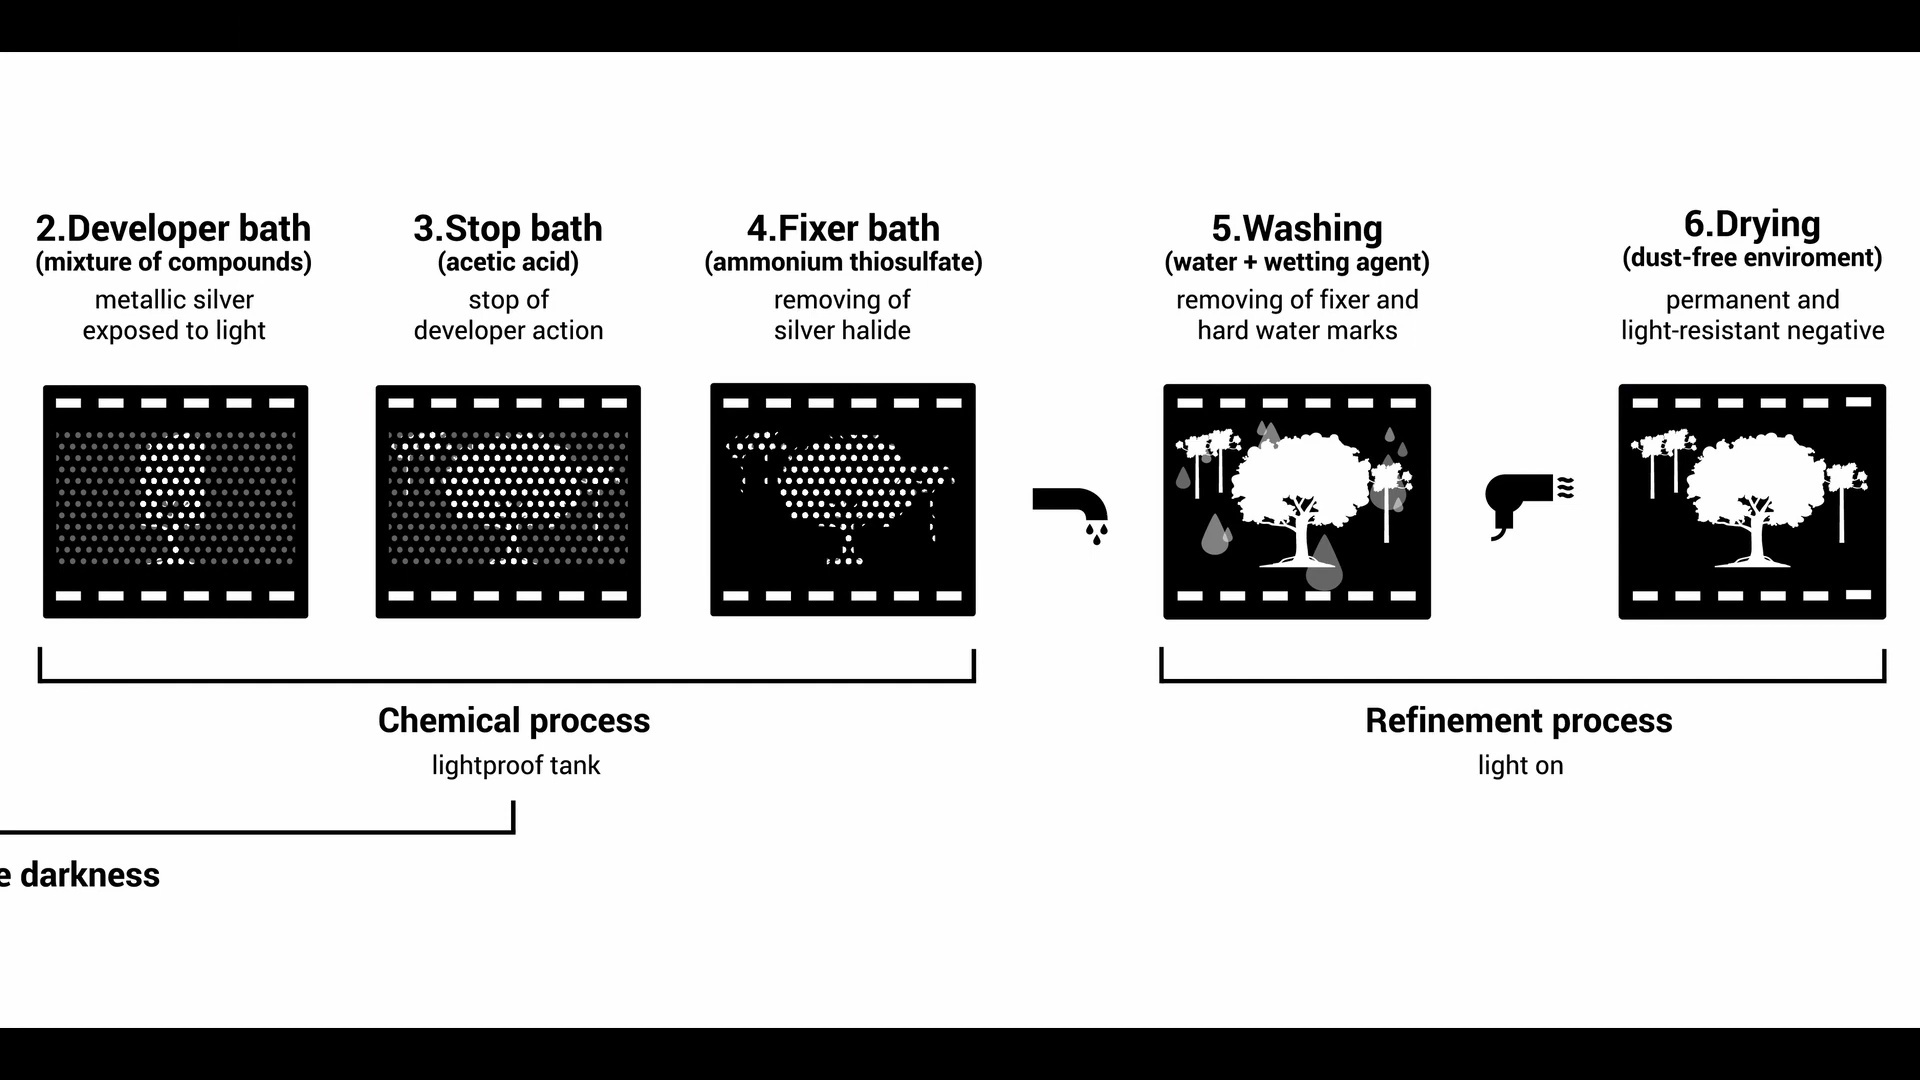 2.Developer bath
(mixture of compounds)
metallic silver
exposed to light
3.Stop bath
(acetic acid)
stop of
developer action
4.Fixer bath
(ammonium thiosulfate)
removing of
silver halide
5.Washing
(water + wetting agent)
removing of fixer and
hard water marks
6.Drying
(dust-free enviroment)
permanent and
light-resistant negative
Chemical process
lightproof tank
Refinement process
light on
e darkness